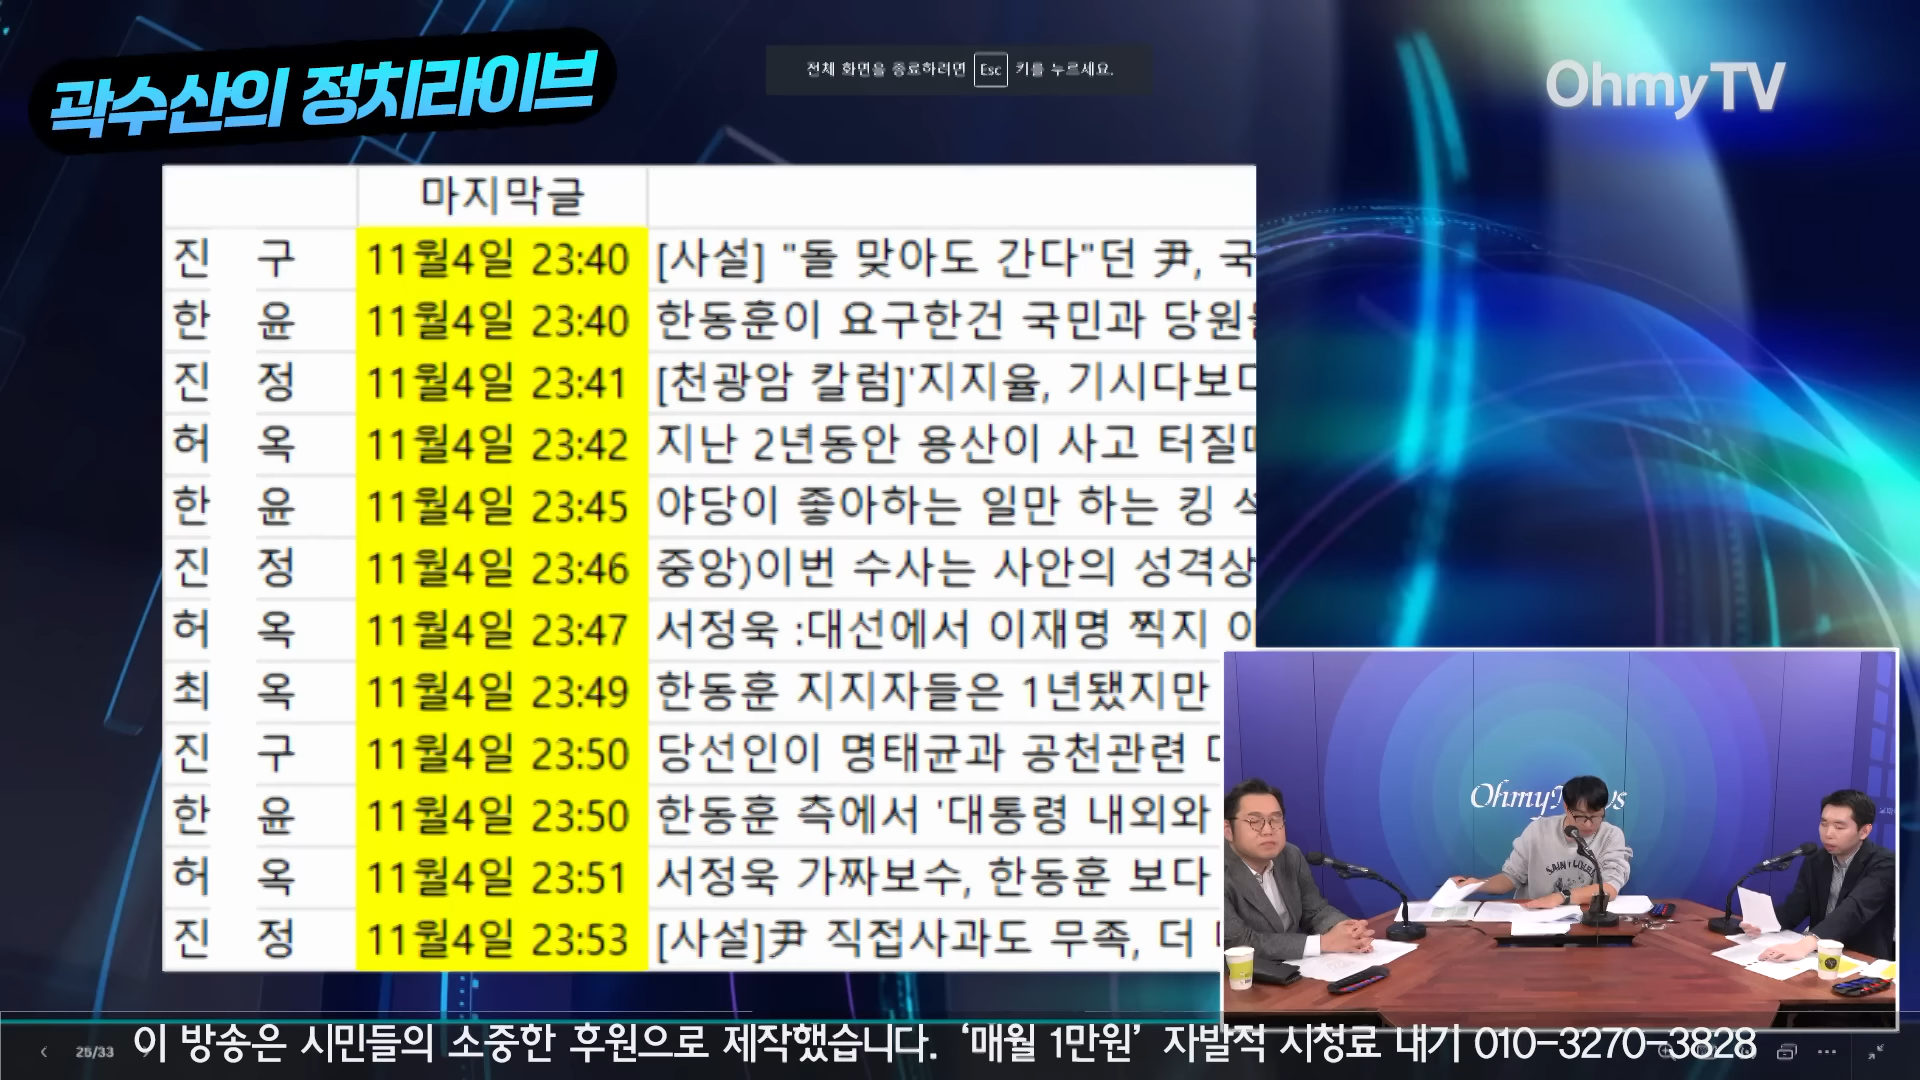 곽수산의 정치라이브
전체 화면을 종료하려면 Esc 키를 누르세요.
OhmyTV
마지막글
진 구 11월4일 23:40 [사설] "돌 맞아도 간다"던 尹, 국
한 윤 11월4일 23:40 한동훈이 요구한건 국민과
진 정 11월4일 23:41 [천광암 칼럼]'지지율, 기시다보다
허 옥 11월4일 23:42 지난 2년동안 용산이 사고
한 윤 11월4일 23:45 야당이 좋아하는 일만 하는 킹
진 정 11월4일 23:46 중앙)이번 수사는 사안의 성격상
허 옥 11월4일 23:47 서정욱 :대선에서 이재명 찍지
최 옥 11월4일 23:49 한동훈 지지자들은 1년됐지만
진 구 11월4일 23:50 당선인이 명태균과 공천관련
한 윤 11월4일 23:50 한동훈 측에서 '대통령 내외와
허 옥 11월4일 23:51 서정욱 가짜보수, 한동훈 보다
진 정 11월4일 23:53 [사설]尹 직접사과도 무족, 더
25/33
이 방송은 시민들의 소중한 후원으로 제작했습니다. ‘매월 1만원’ 자발적 시청료 내기 010-3270-3828